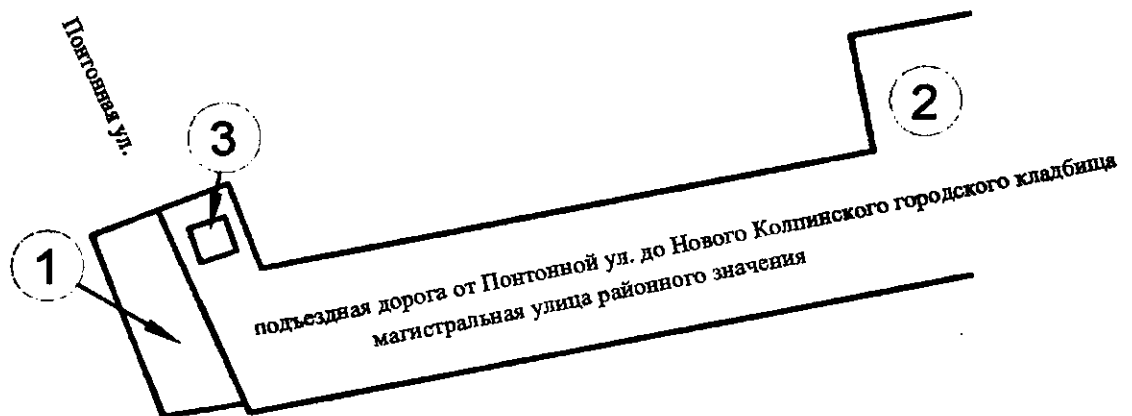 Понтонная ул.
3
2
1
подъездная дорога от Понтонной ул. до Нового Колпинского городского кладбища
магистральная улица районного значения